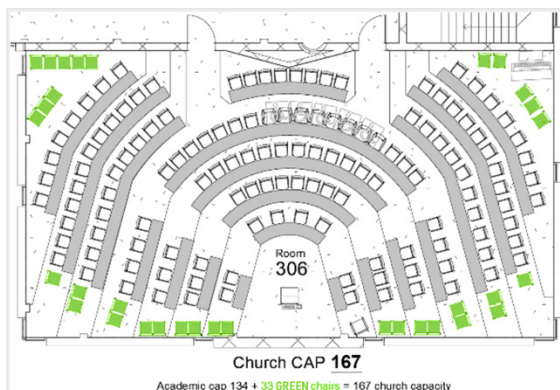 Room
306
Church CAP 167
Academic cap 134 + 33 GREEN chairs = 167 church capacity